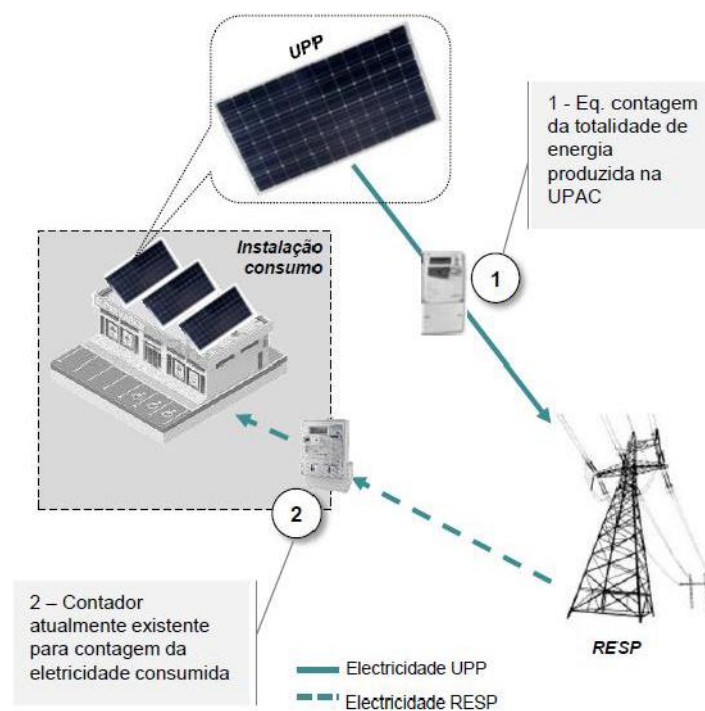 UPP
1 - Eq. contagem
da totalidade de
energia
produzida na
UPAC
Instalação
consumo
1
2
2 – Contador
atualmente existente
para contagem da
eletricidade consumida
RESP
Electricidade UPP
Electricidade RESP